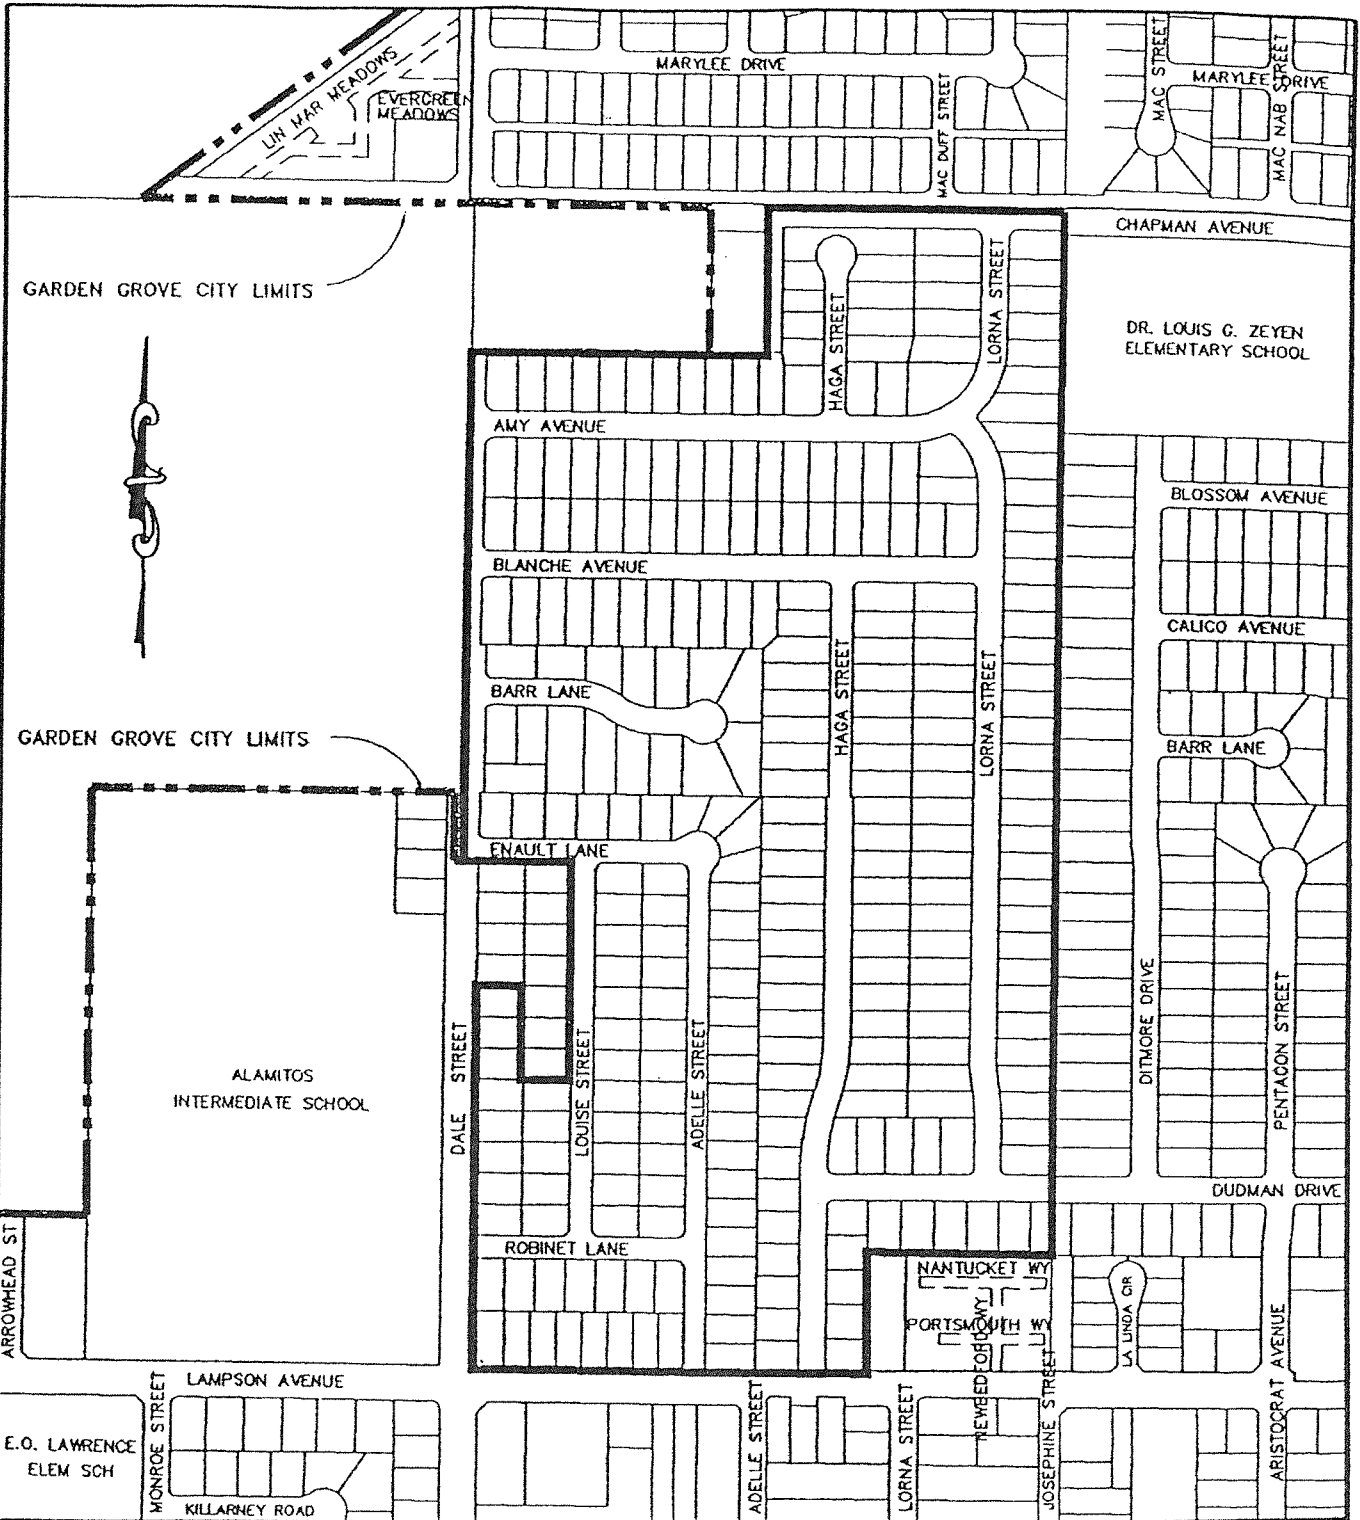 MARYLEE DRIVE
MAC STREET
MARYLEE DRIVE
MAC NAB STREET
LIN MAR MEADOWS
EVERGREEN
MEADOWS
MAC DUFF STREET
CHAPMAN AVENUE
GARDEN GROVE CITY LIMITS
HAGA STREET
LORNA STREET
DR. LOUIS G. ZEYEN
ELEMENTARY SCHOOL
AMY AVENUE
BLOSSOM AVENUE
BLANCHE AVENUE
CALICO AVENUE
BARR LANE
HAGA STREET
LORNA STREET
BARR LANE
GARDEN GROVE CITY LIMITS
ENAULT LANE
ALAMITOS
INTERMEDIATE SCHOOL
DALE STREET
LOUISE STREET
ADELLE STREET
DITMORE DRIVE
PENTAGON STREET
DUDMAN DRIVE
ARROWHEAD ST
ROBINET LANE
NANTUCKET WY
PORTSMOUTH WY
NEW BEDFORD WY
LA LINDA CIR
ARISTOCRAT AVENUE
LAMPSON AVENUE
MONROE STREET
E.O. LAWRENCE
ELEM SCH
KILLARNEY ROAD
ADELLE STREET
LORNA STREET
JOSEPHINE STREET